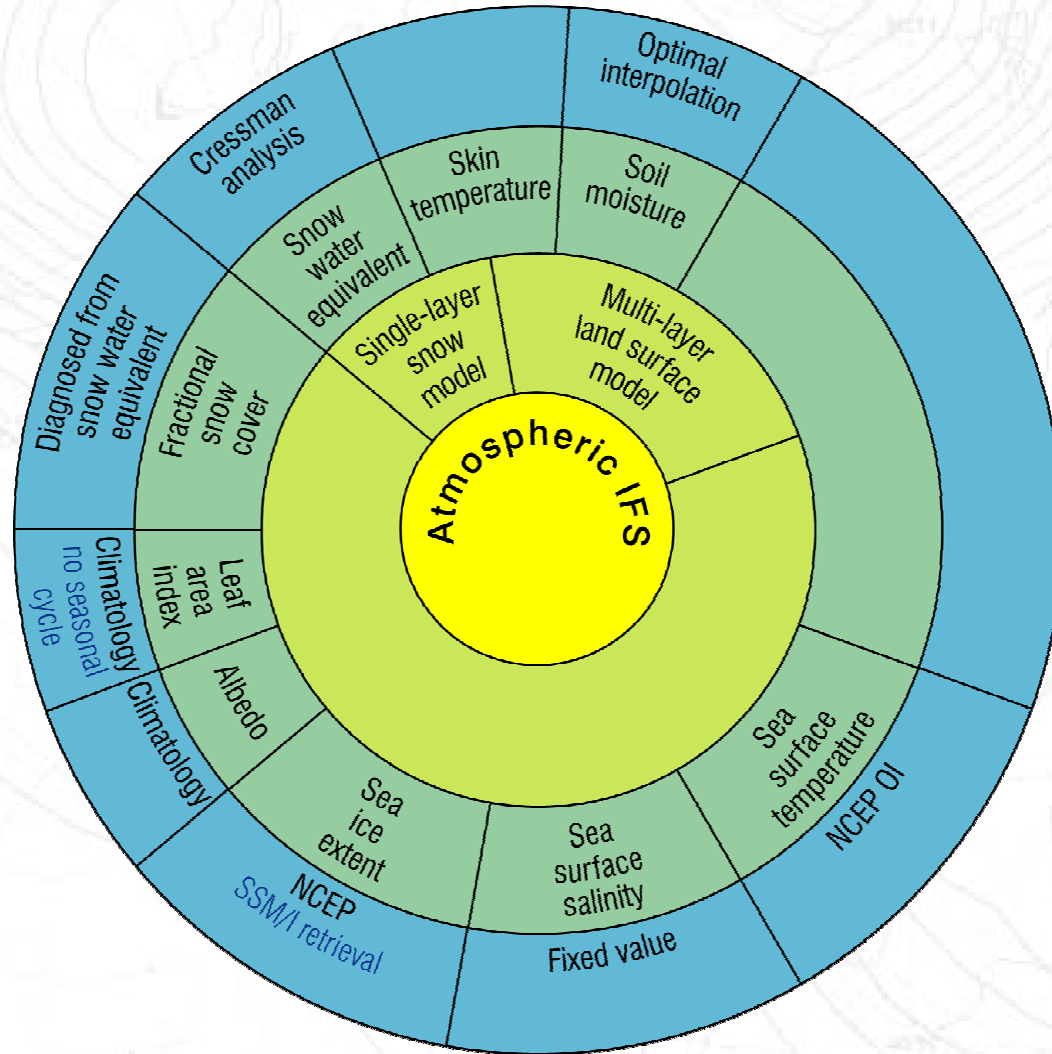 Optimal
interpolation
Cressman
analysis
Skin
temperature
Soil
moisture
Snow
water
equivalent
Diagnosed from
snow water
equivalent
Fractional
snow
cover
Single-layer
snow
model
Multi-layer
land surface
model
Atmospheric IFS
Climatology
no seasonal
cycle
Leaf
area
index
Albedo
Climatology
Sea
ice
extent
NCEP
SSM/I retrieval
Sea
surface
salinity
Fixed value
Sea
surface
temperature
NCEP OI